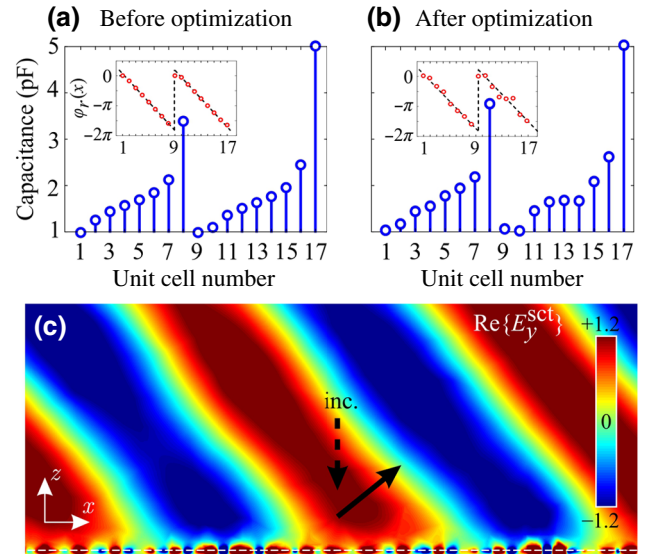 (a) Before optimization
(b) After optimization
Capacitance (pF)
5
4
3
2
1
φr(x)
0
−π
−2π
1 9 17
0
−π
−2π
1 9 17
1 3 5 7 9 11 13 15 17
1 3 5 7 9 11 13 15 17
Unit cell number
Unit cell number
(c)
Re{E_y^sct}
+1.2
0
−1.2
inc.
z
x